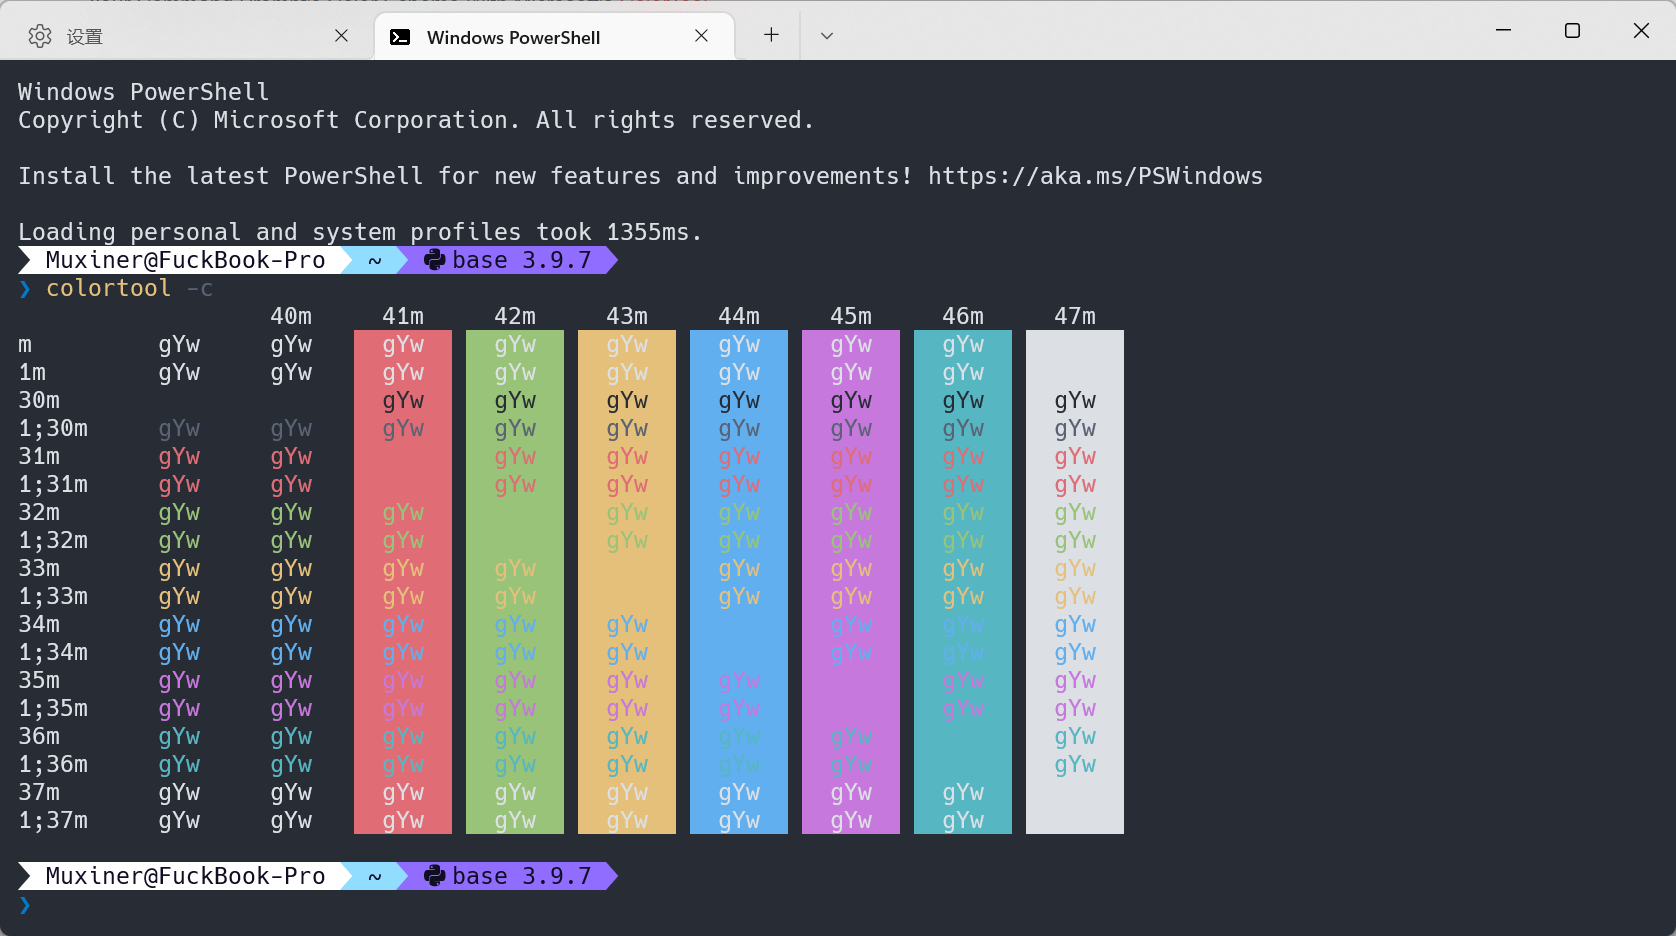 设置
Windows PowerShell
Windows PowerShell
Copyright (C) Microsoft Corporation. All rights reserved.
Install the latest PowerShell for new features and improvements! https://aka.ms/PSWindows
Loading personal and system profiles took 1355ms.
Muxiner@FuckBook-Pro ~ base 3.9.7
❯ colortool -c
40m 41m 42m 43m 44m 45m 46m 47m
m gYw gYw gYw gYw gYw gYw gYw gYw
1m gYw gYw gYw gYw gYw gYw gYw gYw
30m gYw gYw gYw gYw gYw gYw gYw
1;30m gYw gYw gYw gYw gYw gYw gYw gYw gYw
31m gYw gYw gYw gYw gYw gYw gYw gYw
1;31m gYw gYw gYw gYw gYw gYw gYw gYw
32m gYw gYw gYw gYw gYw gYw gYw gYw
1;32m gYw gYw gYw gYw gYw gYw gYw gYw
33m gYw gYw gYw gYw gYw gYw gYw gYw
1;33m gYw gYw gYw gYw gYw gYw gYw gYw
34m gYw gYw gYw gYw gYw gYw gYw gYw
1;34m gYw gYw gYw gYw gYw gYw gYw gYw
35m gYw gYw gYw gYw gYw gYw gYw gYw
1;35m gYw gYw gYw gYw gYw gYw gYw gYw
36m gYw gYw gYw gYw gYw gYw gYw gYw
1;36m gYw gYw gYw gYw gYw gYw gYw gYw
37m gYw gYw gYw gYw gYw gYw gYw gYw
1;37m gYw gYw gYw gYw gYw gYw gYw gYw
Muxiner@FuckBook-Pro ~ base 3.9.7
❯